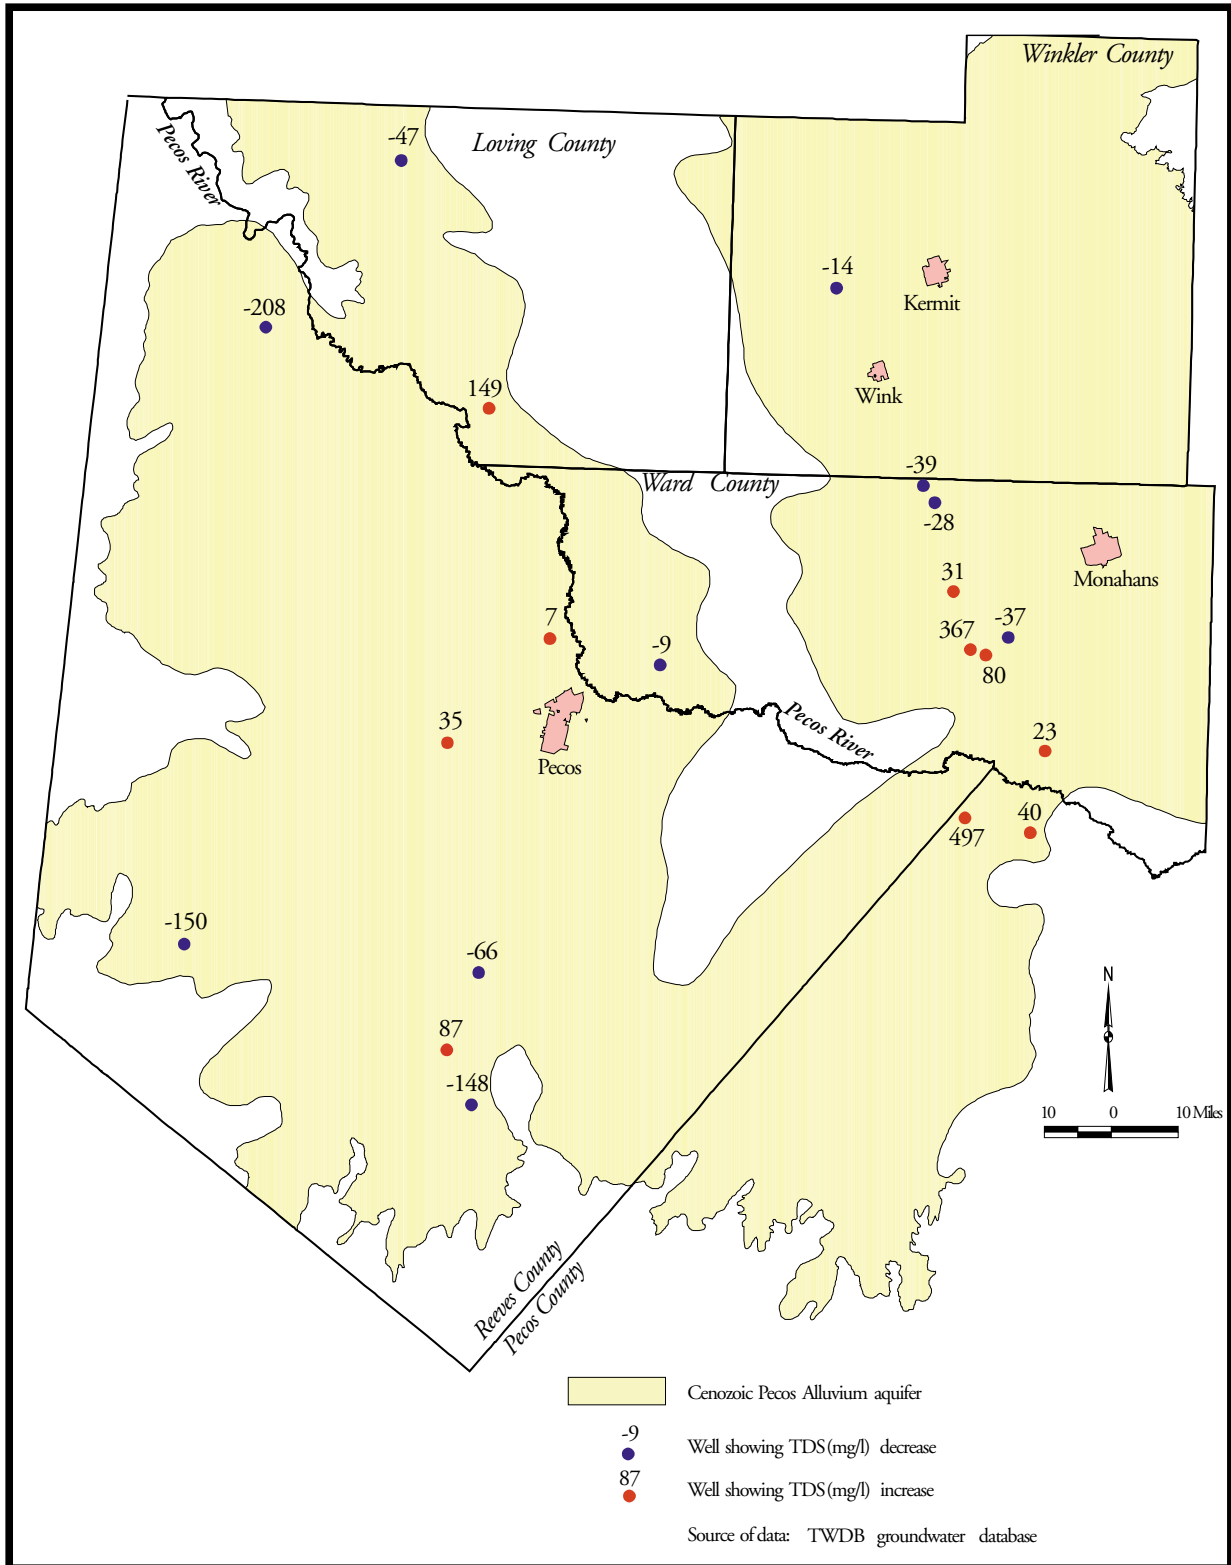 Winkler County
Pecos River
-47
Loving County
-14
Kermit
-208
149
Wink
-39
Ward County
-28
Monahans
31
7
-37
367
-9
80
35
Pecos River
23
Pecos
40
497
-150
-66
N
87
-148
10 0 10 Miles
Reeves County
Pecos County
Cenozoic Pecos Alluvium aquifer
-9
Well showing TDS (mg/l) decrease
87
Well showing TDS (mg/l) increase
Source of data: TWDB groundwater database